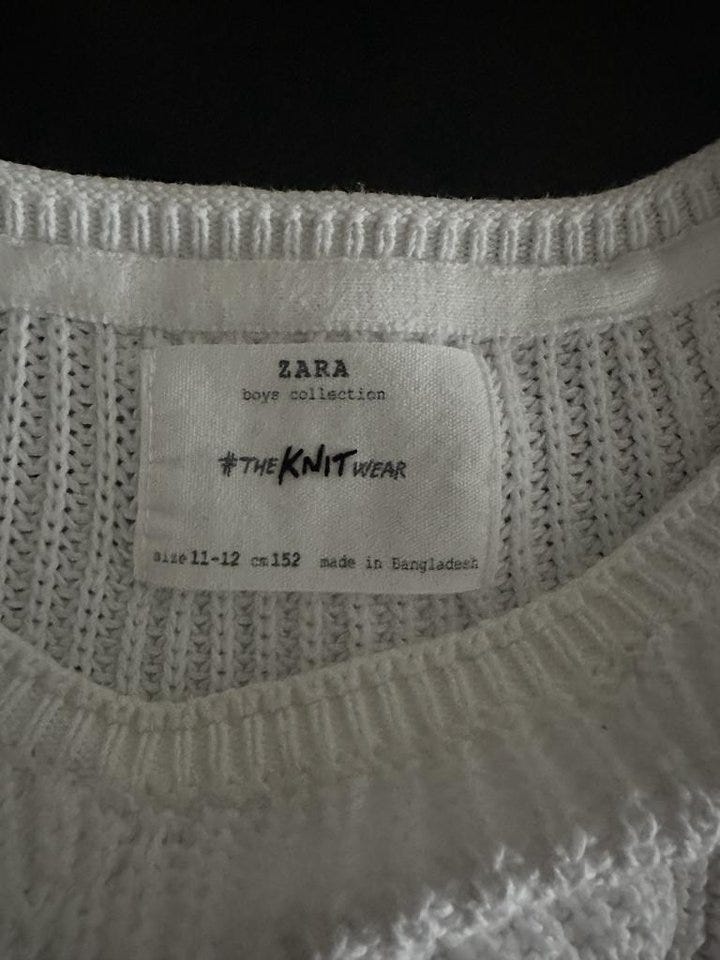 ZARA
boys collection
#THEKNITWEAR
size 11-12 cm 152 made in Bangladesh